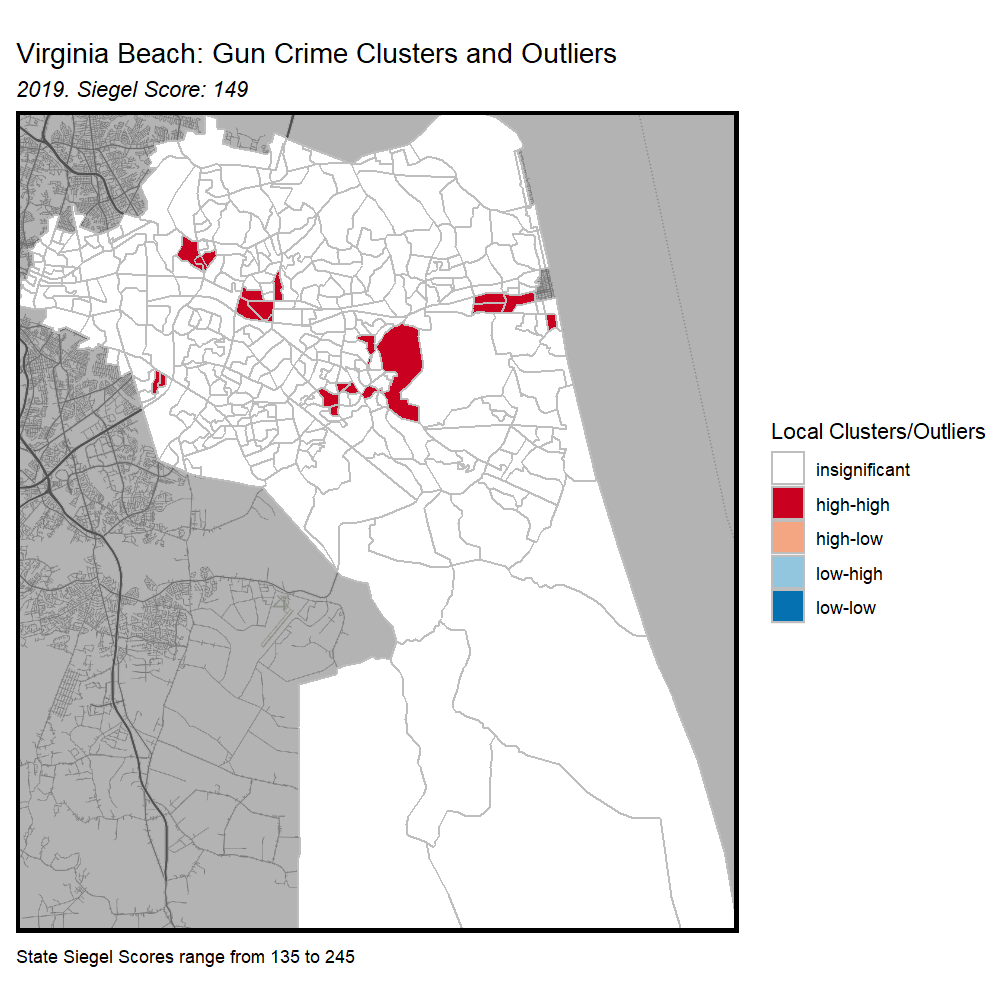 Virginia Beach: Gun Crime Clusters and Outliers
2019. Siegel Score: 149
Local Clusters/Outliers
insignificant
high-high
high-low
low-high
low-low
State Siegel Scores range from 135 to 245